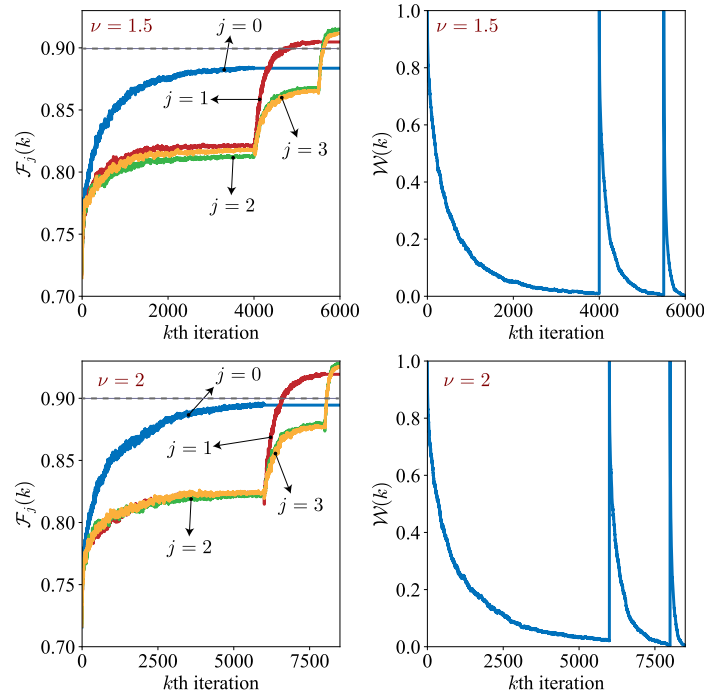 ν = 1.5
j = 0
j = 1
j = 3
j = 2
0.90
0.85
0.80
0.75
0.70
F_j(k)
0
2000
4000
6000
kth iteration
ν = 1.5
1.0
0.8
0.6
0.4
0.2
0.0
W(k)
0
2000
4000
6000
kth iteration
ν = 2
j = 0
j = 1
j = 3
j = 2
0.90
0.85
0.80
0.75
0.70
F_j(k)
0
2500
5000
7500
kth iteration
ν = 2
1.0
0.8
0.6
0.4
0.2
0.0
W(k)
0
2500
5000
7500
kth iteration